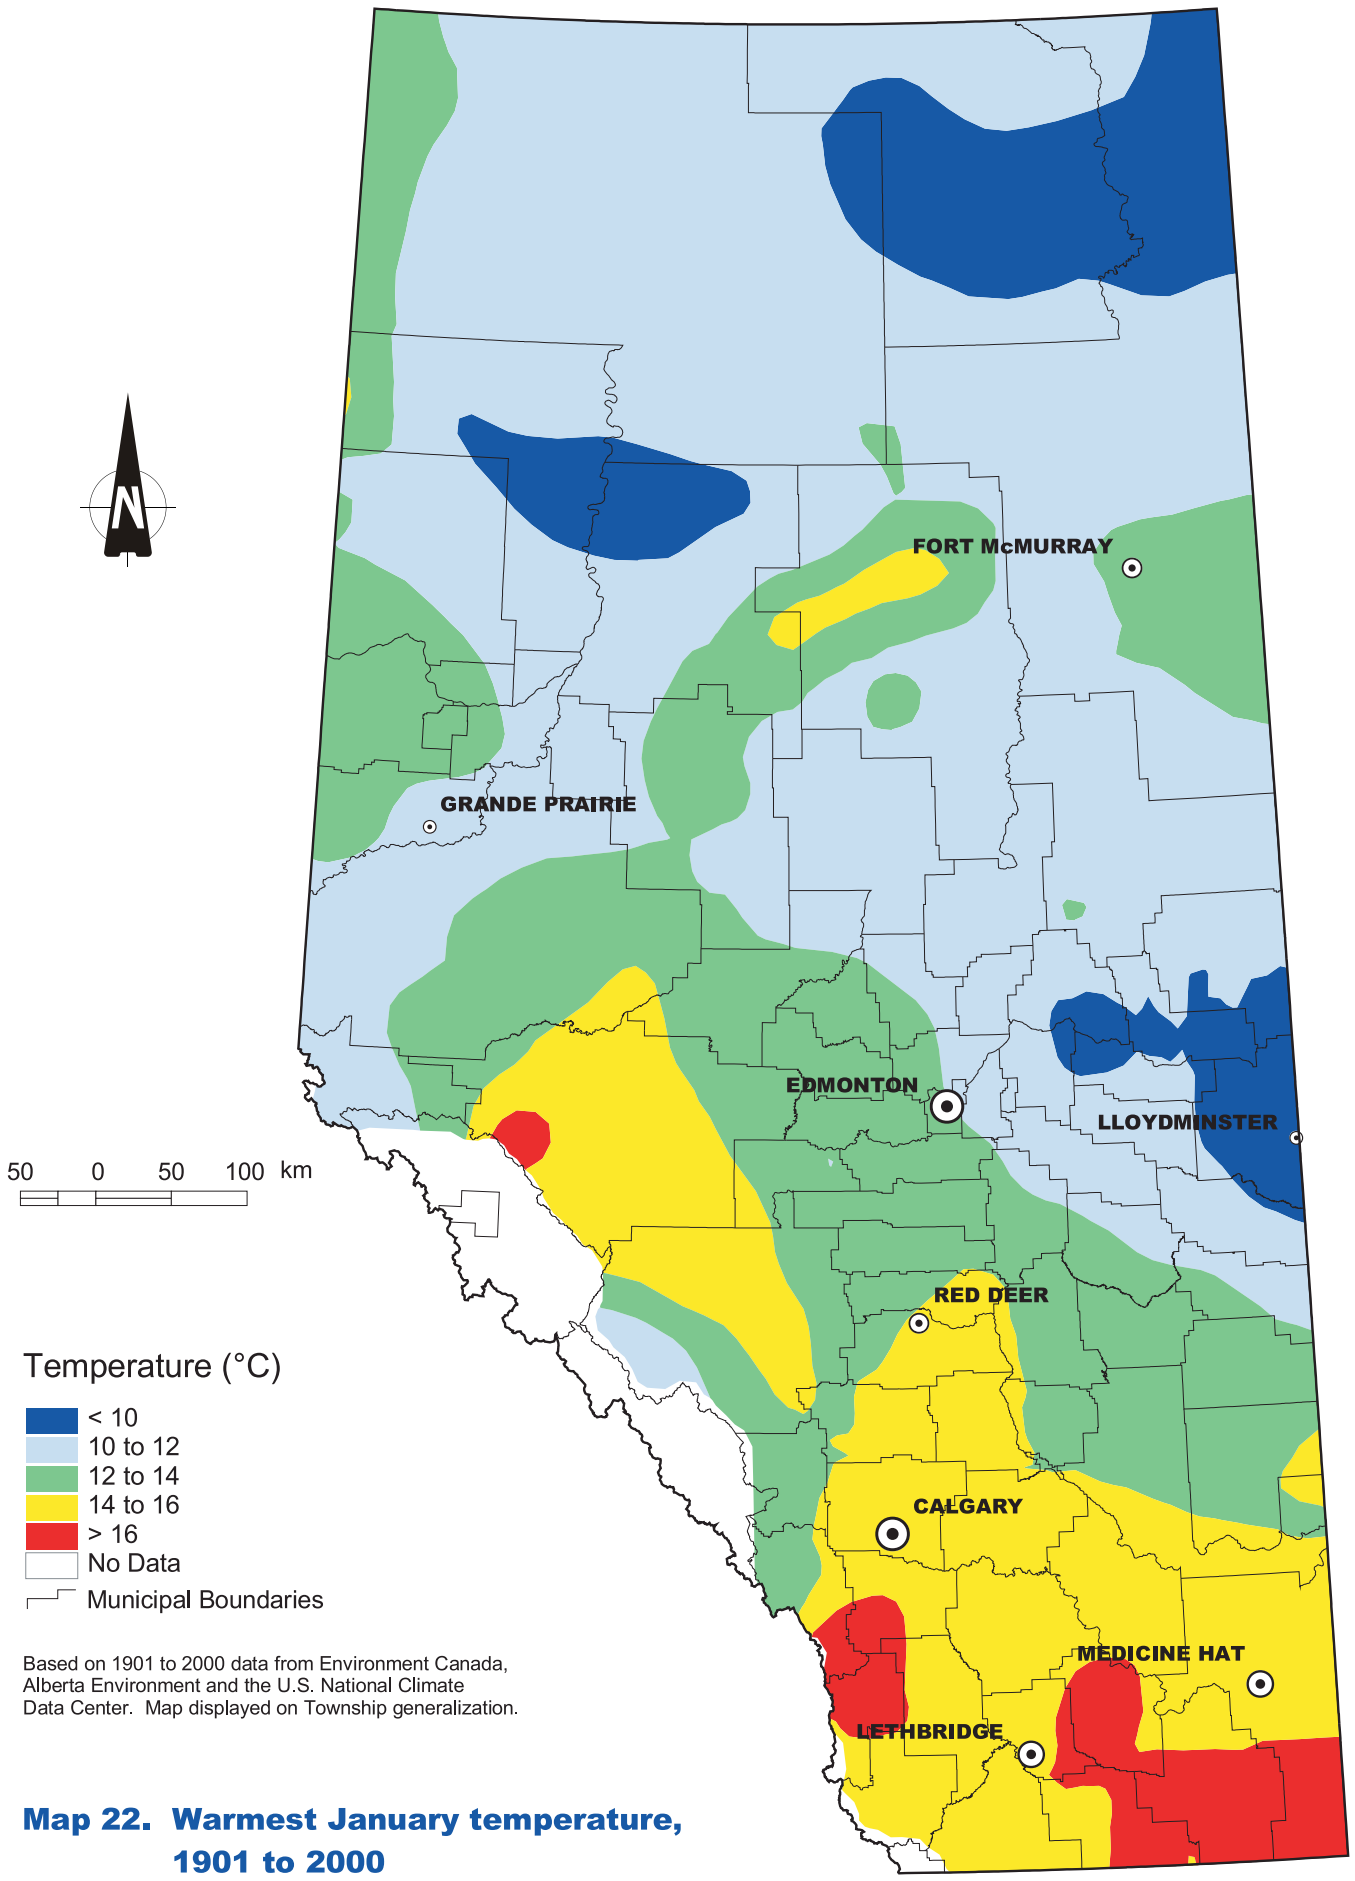 N
FORT McMURRAY
GRANDE PRAIRIE
EDMONTON
LLOYDMINSTER
50 0 50 100 km
RED DEER
Temperature (°C)
< 10
10 to 12
12 to 14
14 to 16
> 16
No Data
Municipal Boundaries
CALGARY
MEDICINE HAT
LETHBRIDGE
Based on 1901 to 2000 data from Environment Canada,
Alberta Environment and the U.S. National Climate
Data Center. Map displayed on Township generalization.
Map 22. Warmest January temperature,
1901 to 2000